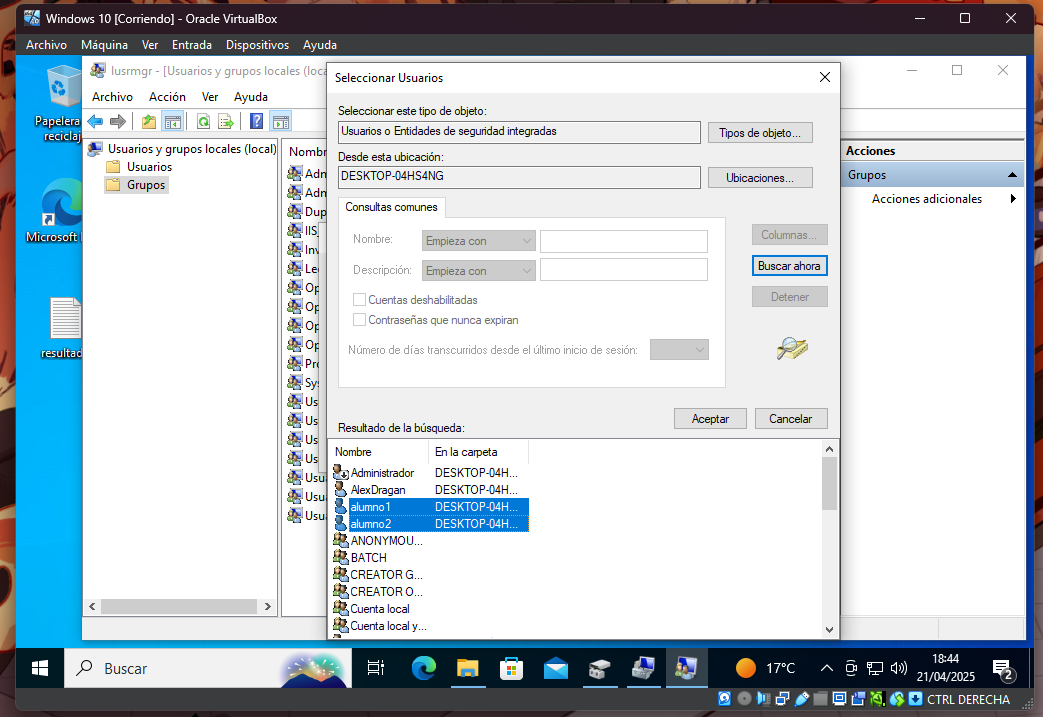 Windows 10 [Corriendo] - Oracle VirtualBox
Archivo Máquina Ver Entrada Dispositivos Ayuda
Papelera
reciclaj
Microsoft
resultad
lusrmgr - [Usuarios y grupos locales (loca
Archivo Acción Ver Ayuda
Usuarios y grupos locales (local)
Usuarios
Grupos
Nombr
Adm
Adm
Dup
IIS_
Inv
Lec
Op
Op
Op
Op
Pro
Sys
Us
Us
Us
Us
Usu
Usu
Usu
Acciones
Grupos
Acciones adicionales
Seleccionar Usuarios
Seleccionar este tipo de objeto:
Usuarios o Entidades de seguridad integradas
Tipos de objeto...
Desde esta ubicación:
DESKTOP-04HS4NG
Ubicaciones...
Consultas comunes
Nombre: Empieza con
Descripción: Empieza con
Cuentas deshabilitadas
Contraseñas que nunca expiran
Número de días transcurridos desde el último inicio de sesión:
Columnas...
Buscar ahora
Detener
Aceptar Cancelar
Resultado de la búsqueda:
Nombre En la carpeta
Administrador DESKTOP-04H...
AlexDragan DESKTOP-04H...
alumno1 DESKTOP-04H...
alumno2 DESKTOP-04H...
ANONYMOU...
BATCH
CREATOR G...
CREATOR O...
Cuenta local
Cuenta local y...
Buscar
17°C
18:44
21/04/2025
2
CTRL DERECHA